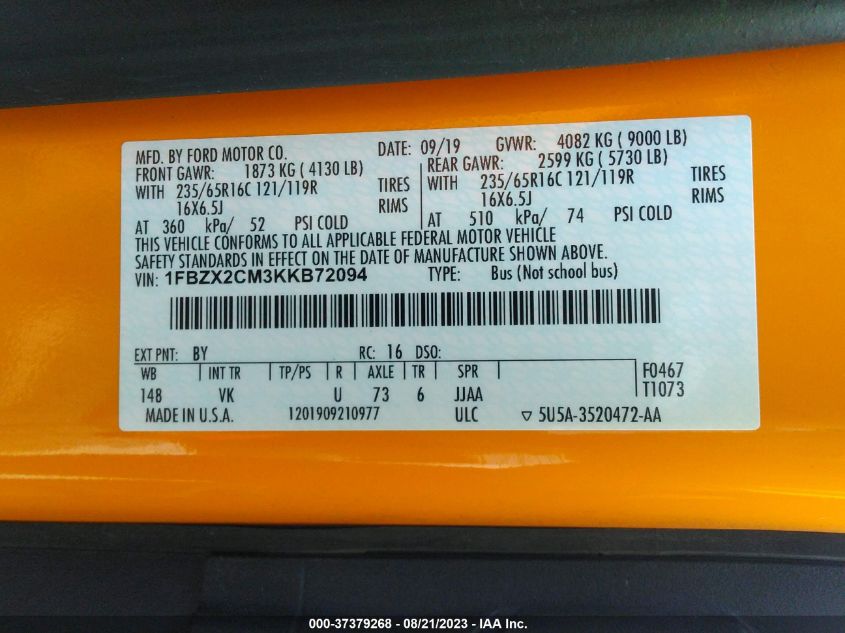 MFD. BY FORD MOTOR CO. DATE: 09/19 GVWR: 4082 KG ( 9000 LB)
FRONT GAWR: 1873 KG ( 4130 LB) REAR GAWR: 2599 KG ( 5730 LB)
WITH 235/65R16C 121/119R TIRES WITH 235/65R16C 121/119R TIRES
16X6.5J RIMS 16X6.5J RIMS
AT 360 kPa/ 52 PSI COLD AT 510 kPa/ 74 PSI COLD
THIS VEHICLE CONFORMS TO ALL APPLICABLE FEDERAL MOTOR VEHICLE
SAFETY STANDARDS IN EFFECT ON THE DATE OF MANUFACTURE SHOWN ABOVE.
VIN: 1FBZX2CM3KKB72094 TYPE: Bus (Not school bus)
EXT PNT: BY RC: 16 DSO:
WB INT TR TP/PS R AXLE TR SPR F0467
148 VK U 73 6 JJAA T1073
MADE IN U.S.A. 1201909210977 ULC ▽ 5U5A-3520472-AA
000-37379268 - 08/21/2023 - IAA Inc.